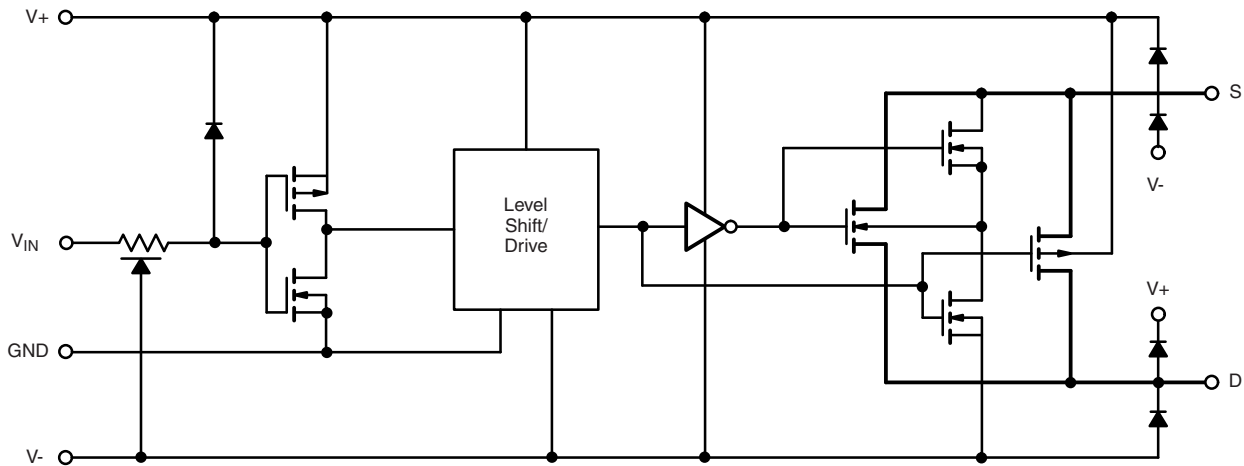 V+
S
V-
Level
Shift/
Drive
VIN
V+
GND
D
V-